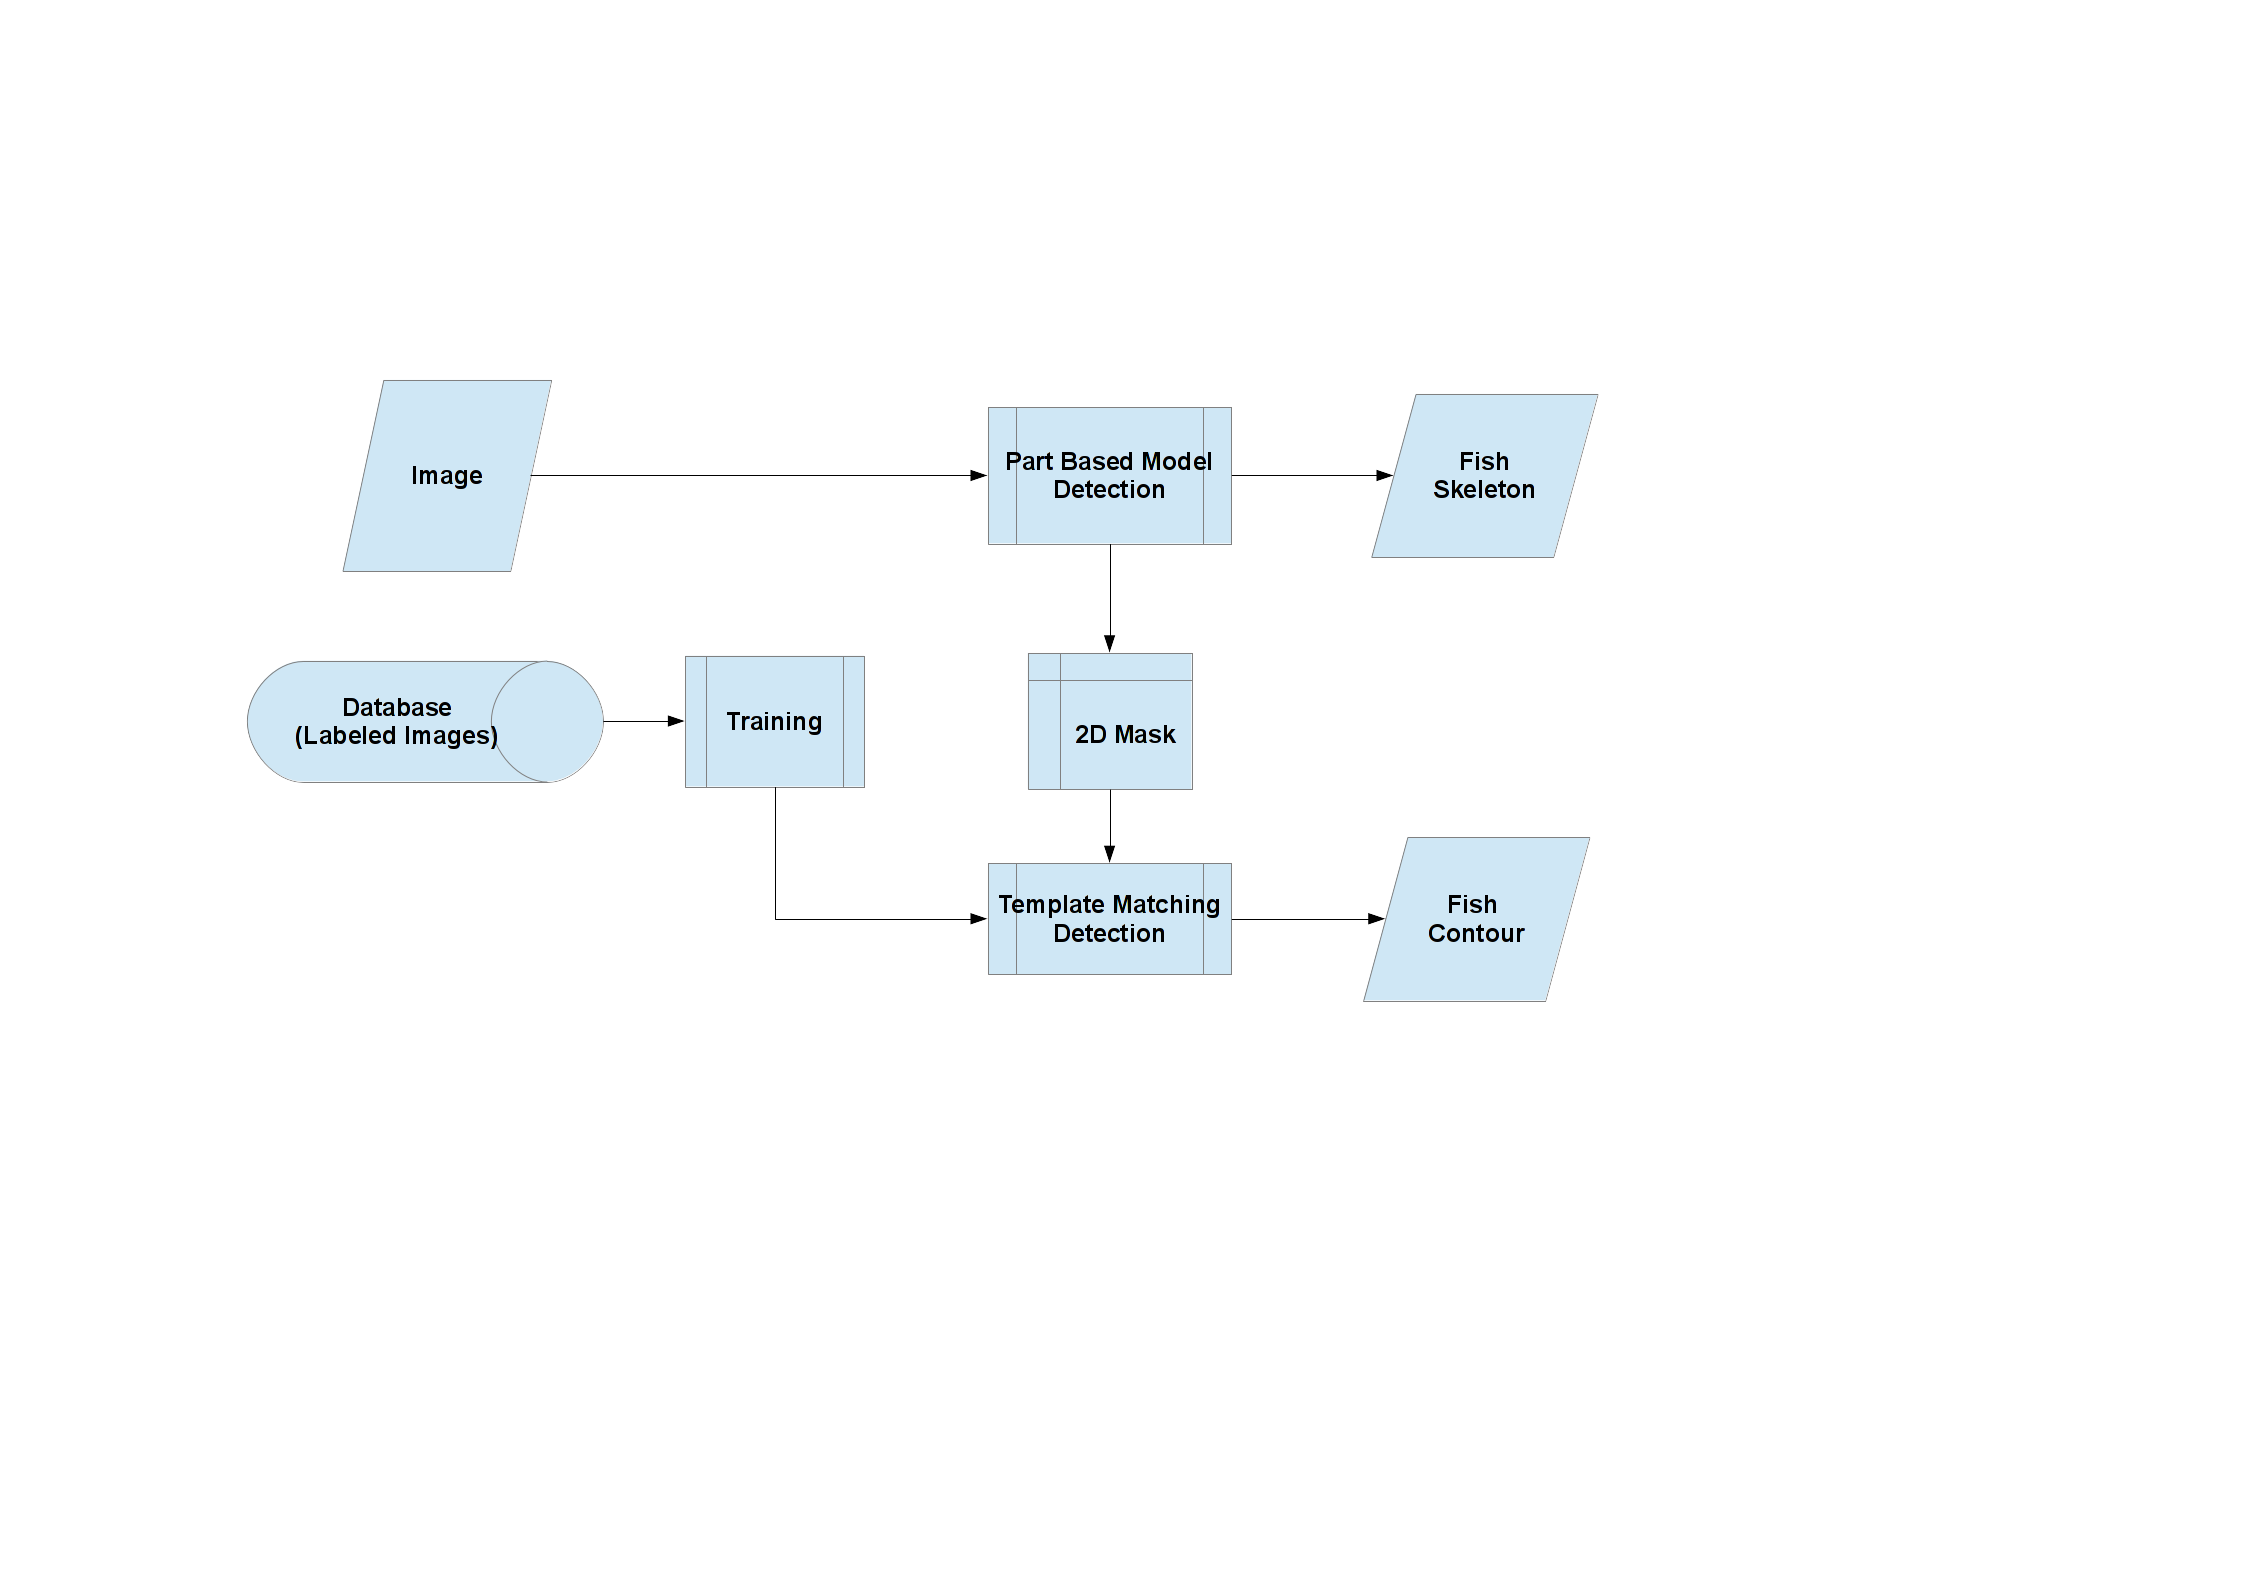 Image
Part Based Model
Detection
Fish
Skeleton
Database
(Labeled Images)
Training
2D Mask
Template Matching
Detection
Fish
Contour